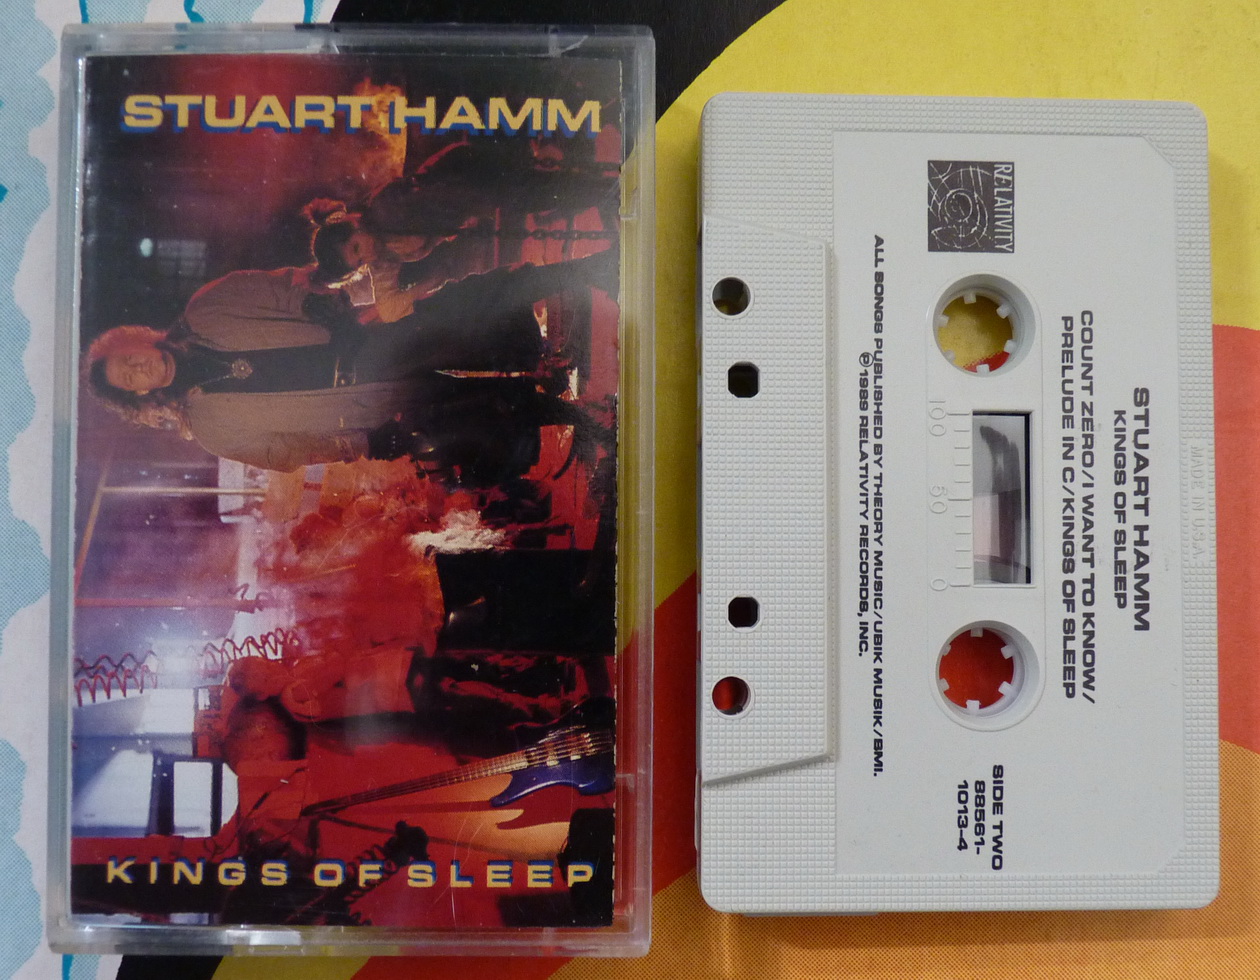 STUART HAMM
KINGS OF SLEEP
RELATIVITY
STUART HAMM
KINGS OF SLEEP
COUNT ZERO/I WANT TO KNOW/
PRELUDE IN C/KINGS OF SLEEP
SIDE TWO
88561-
1013-4
ALL SONGS PUBLISHED BY THEORY MUSIC/UBIK MUSIK/BMI.
℗1989 RELATIVITY RECORDS, INC.
100 50 0
MADE IN U.S.A.